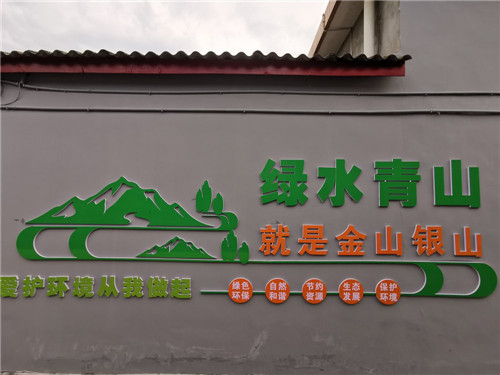 绿水青山
就是金山银山
爱护环境从我做起
绿色
环保
自然
和谐
节约
资源
生态
发展
保护
环境